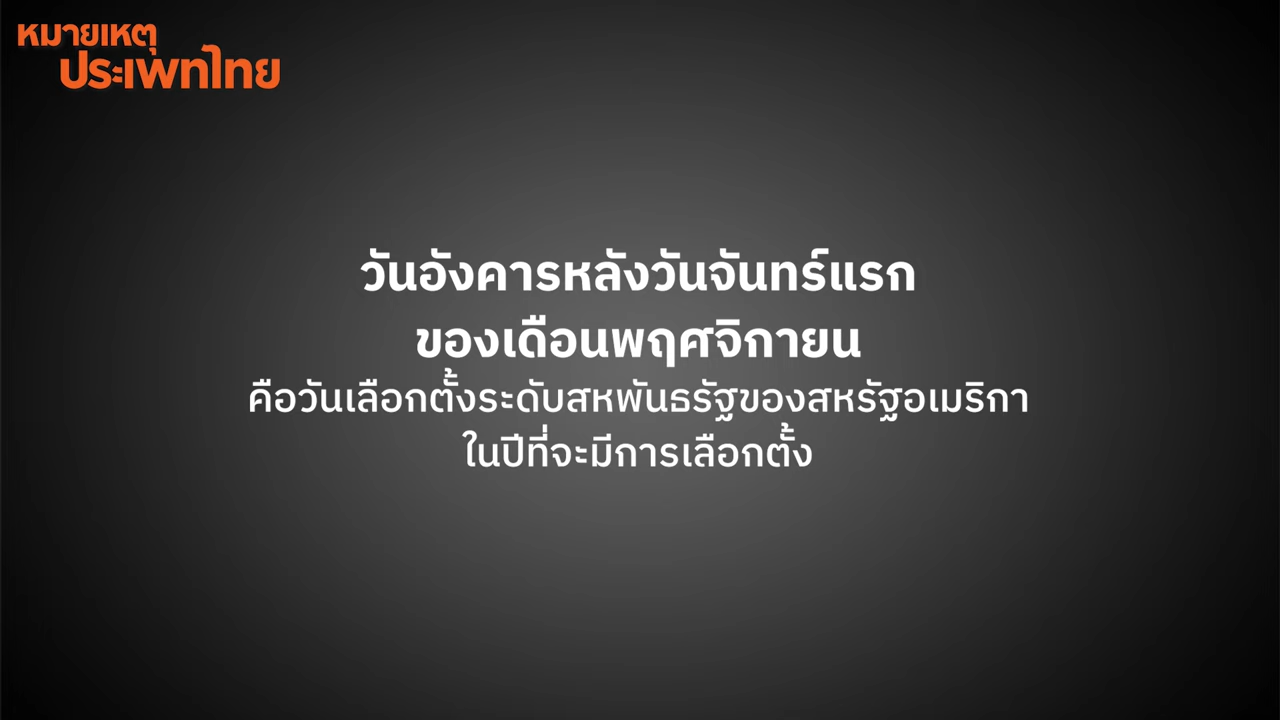 หมายเหตุ
ประเพทไทย
วันอังคารหลังวันจันทร์แรก
ของเดือนพฤศจิกายน
คือวันเลือกตั้งระดับสหพันธรัฐของสหรัฐอเมริกา
ในปีที่จะมีการเลือกตั้ง